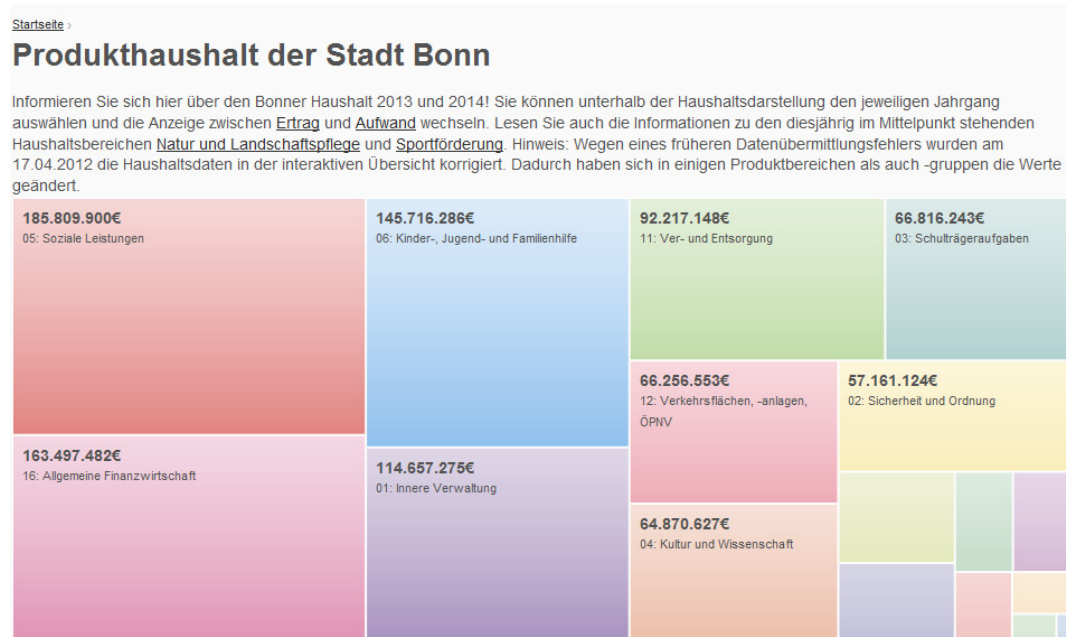 Startseite ›
Produkthaushalt der Stadt Bonn
Informieren Sie sich hier über den Bonner Haushalt 2013 und 2014! Sie können unterhalb der Haushaltsdarstellung den jeweiligen Jahrgang
auswählen und die Anzeige zwischen Ertrag und Aufwand wechseln. Lesen Sie auch die Informationen zu den diesjährig im Mittelpunkt stehenden
Haushaltsbereichen Natur und Landschaftspflege und Sportförderung. Hinweis: Wegen eines früheren Datenübermittlungsfehlers wurden am
17.04.2012 die Haushaltsdaten in der interaktiven Übersicht korrigiert. Dadurch haben sich in einigen Produktbereichen als auch -gruppen die Werte
geändert.
185.809.900€
05: Soziale Leistungen
145.716.286€
06: Kinder-, Jugend- und Familienhilfe
92.217.148€
11: Ver- und Entsorgung
66.816.243€
03: Schulträgeraufgaben
66.256.553€
12: Verkehrsflächen, -anlagen,
ÖPNV
57.161.124€
02: Sicherheit und Ordnung
163.497.482€
16: Allgemeine Finanzwirtschaft
114.657.275€
01: Innere Verwaltung
64.870.627€
04: Kultur und Wissenschaft